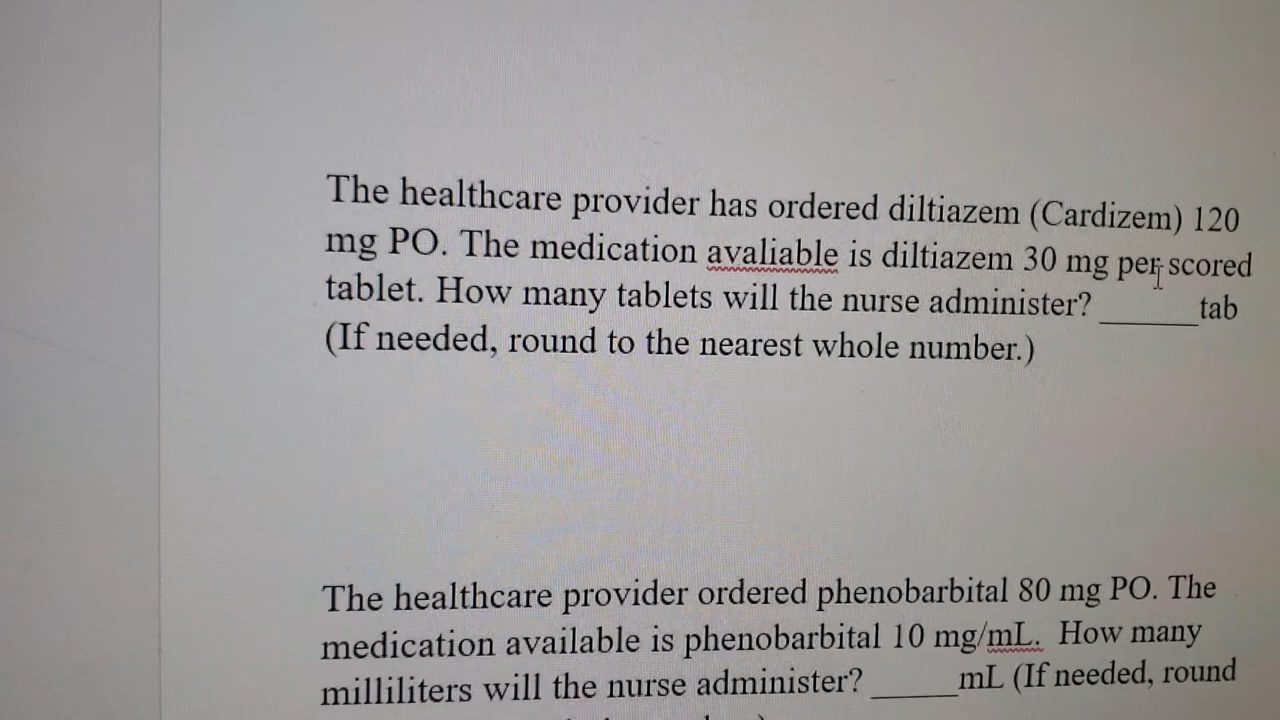 The healthcare provider has ordered diltiazem (Cardizem) 120
mg PO. The medication avaliable is diltiazem 30 mg per scored
tablet. How many tablets will the nurse administer? ______tab
(If needed, round to the nearest whole number.)
The healthcare provider ordered phenobarbital 80 mg PO. The
medication available is phenobarbital 10 mg/mL. How many
milliliters will the nurse administer? _____mL (If needed, round